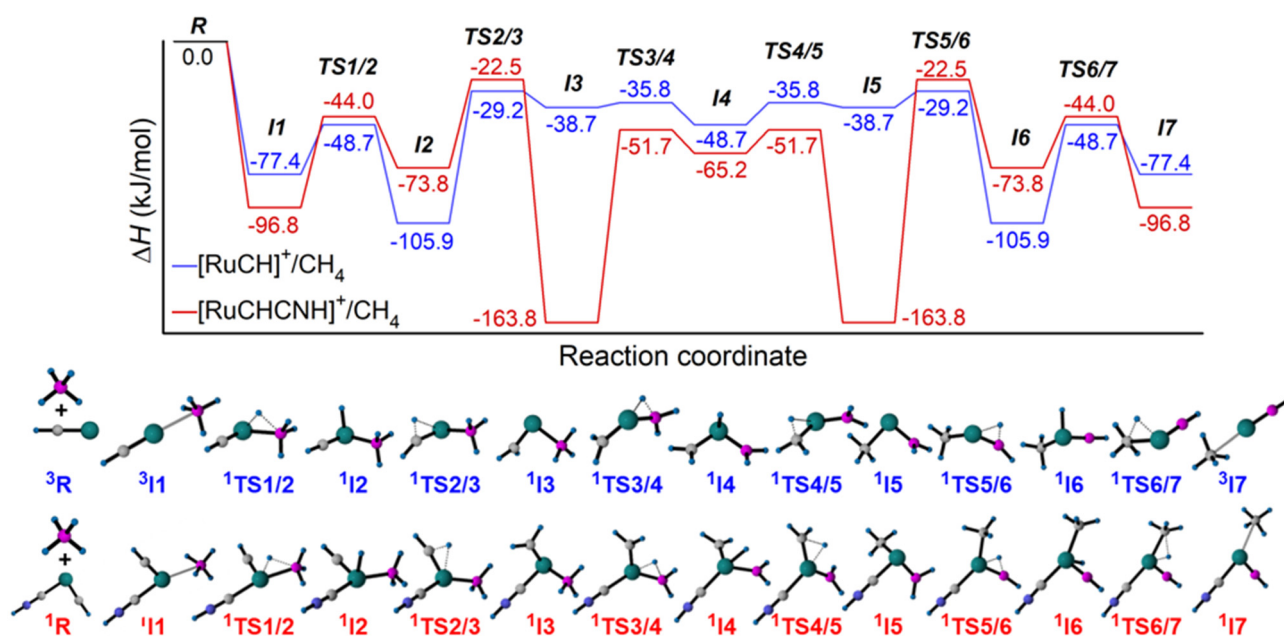 R
0.0
I1
-77.4
-96.8
TS1/2
-44.0
-48.7
I2
-73.8
-105.9
TS2/3
-22.5
-29.2
I3
-38.7
-163.8
TS3/4
-35.8
-51.7
I4
-48.7
-65.2
TS4/5
-35.8
-51.7
I5
-38.7
-163.8
TS5/6
-22.5
-29.2
I6
-73.8
-105.9
TS6/7
-44.0
-48.7
I7
-77.4
-96.8
ΔH (kJ/mol)
[RuCH]⁺/CH₄
[RuCHCNH]⁺/CH₄
Reaction coordinate
+
³R ³I1 ¹TS1/2 ¹I2 ¹TS2/3 ¹I3 ¹TS3/4 ¹I4 ¹TS4/5 ¹I5 ¹TS5/6 ¹I6 ¹TS6/7 ³I7
+
¹R ¹I1 ¹TS1/2 ¹I2 ¹TS2/3 ¹I3 ¹TS3/4 ¹I4 ¹TS4/5 ¹I5 ¹TS5/6 ¹I6 ¹TS6/7 ¹I7